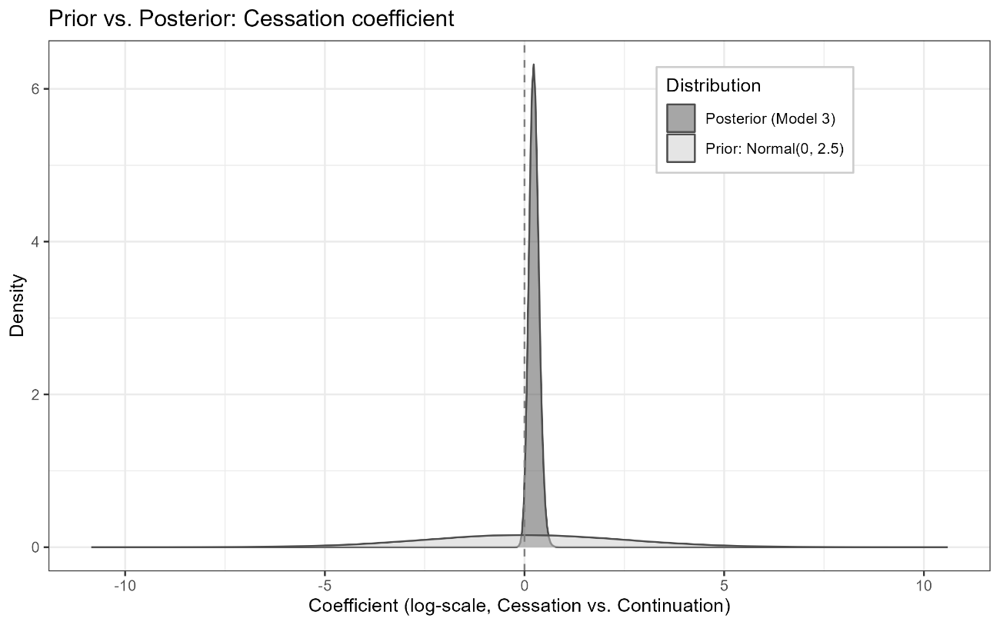 Prior vs. Posterior: Cessation coefficient
Distribution
Posterior (Model 3)
Prior: Normal(0, 2.5)
Density
6
4
2
0
-10
-5
0
5
10
Coefficient (log-scale, Cessation vs. Continuation)